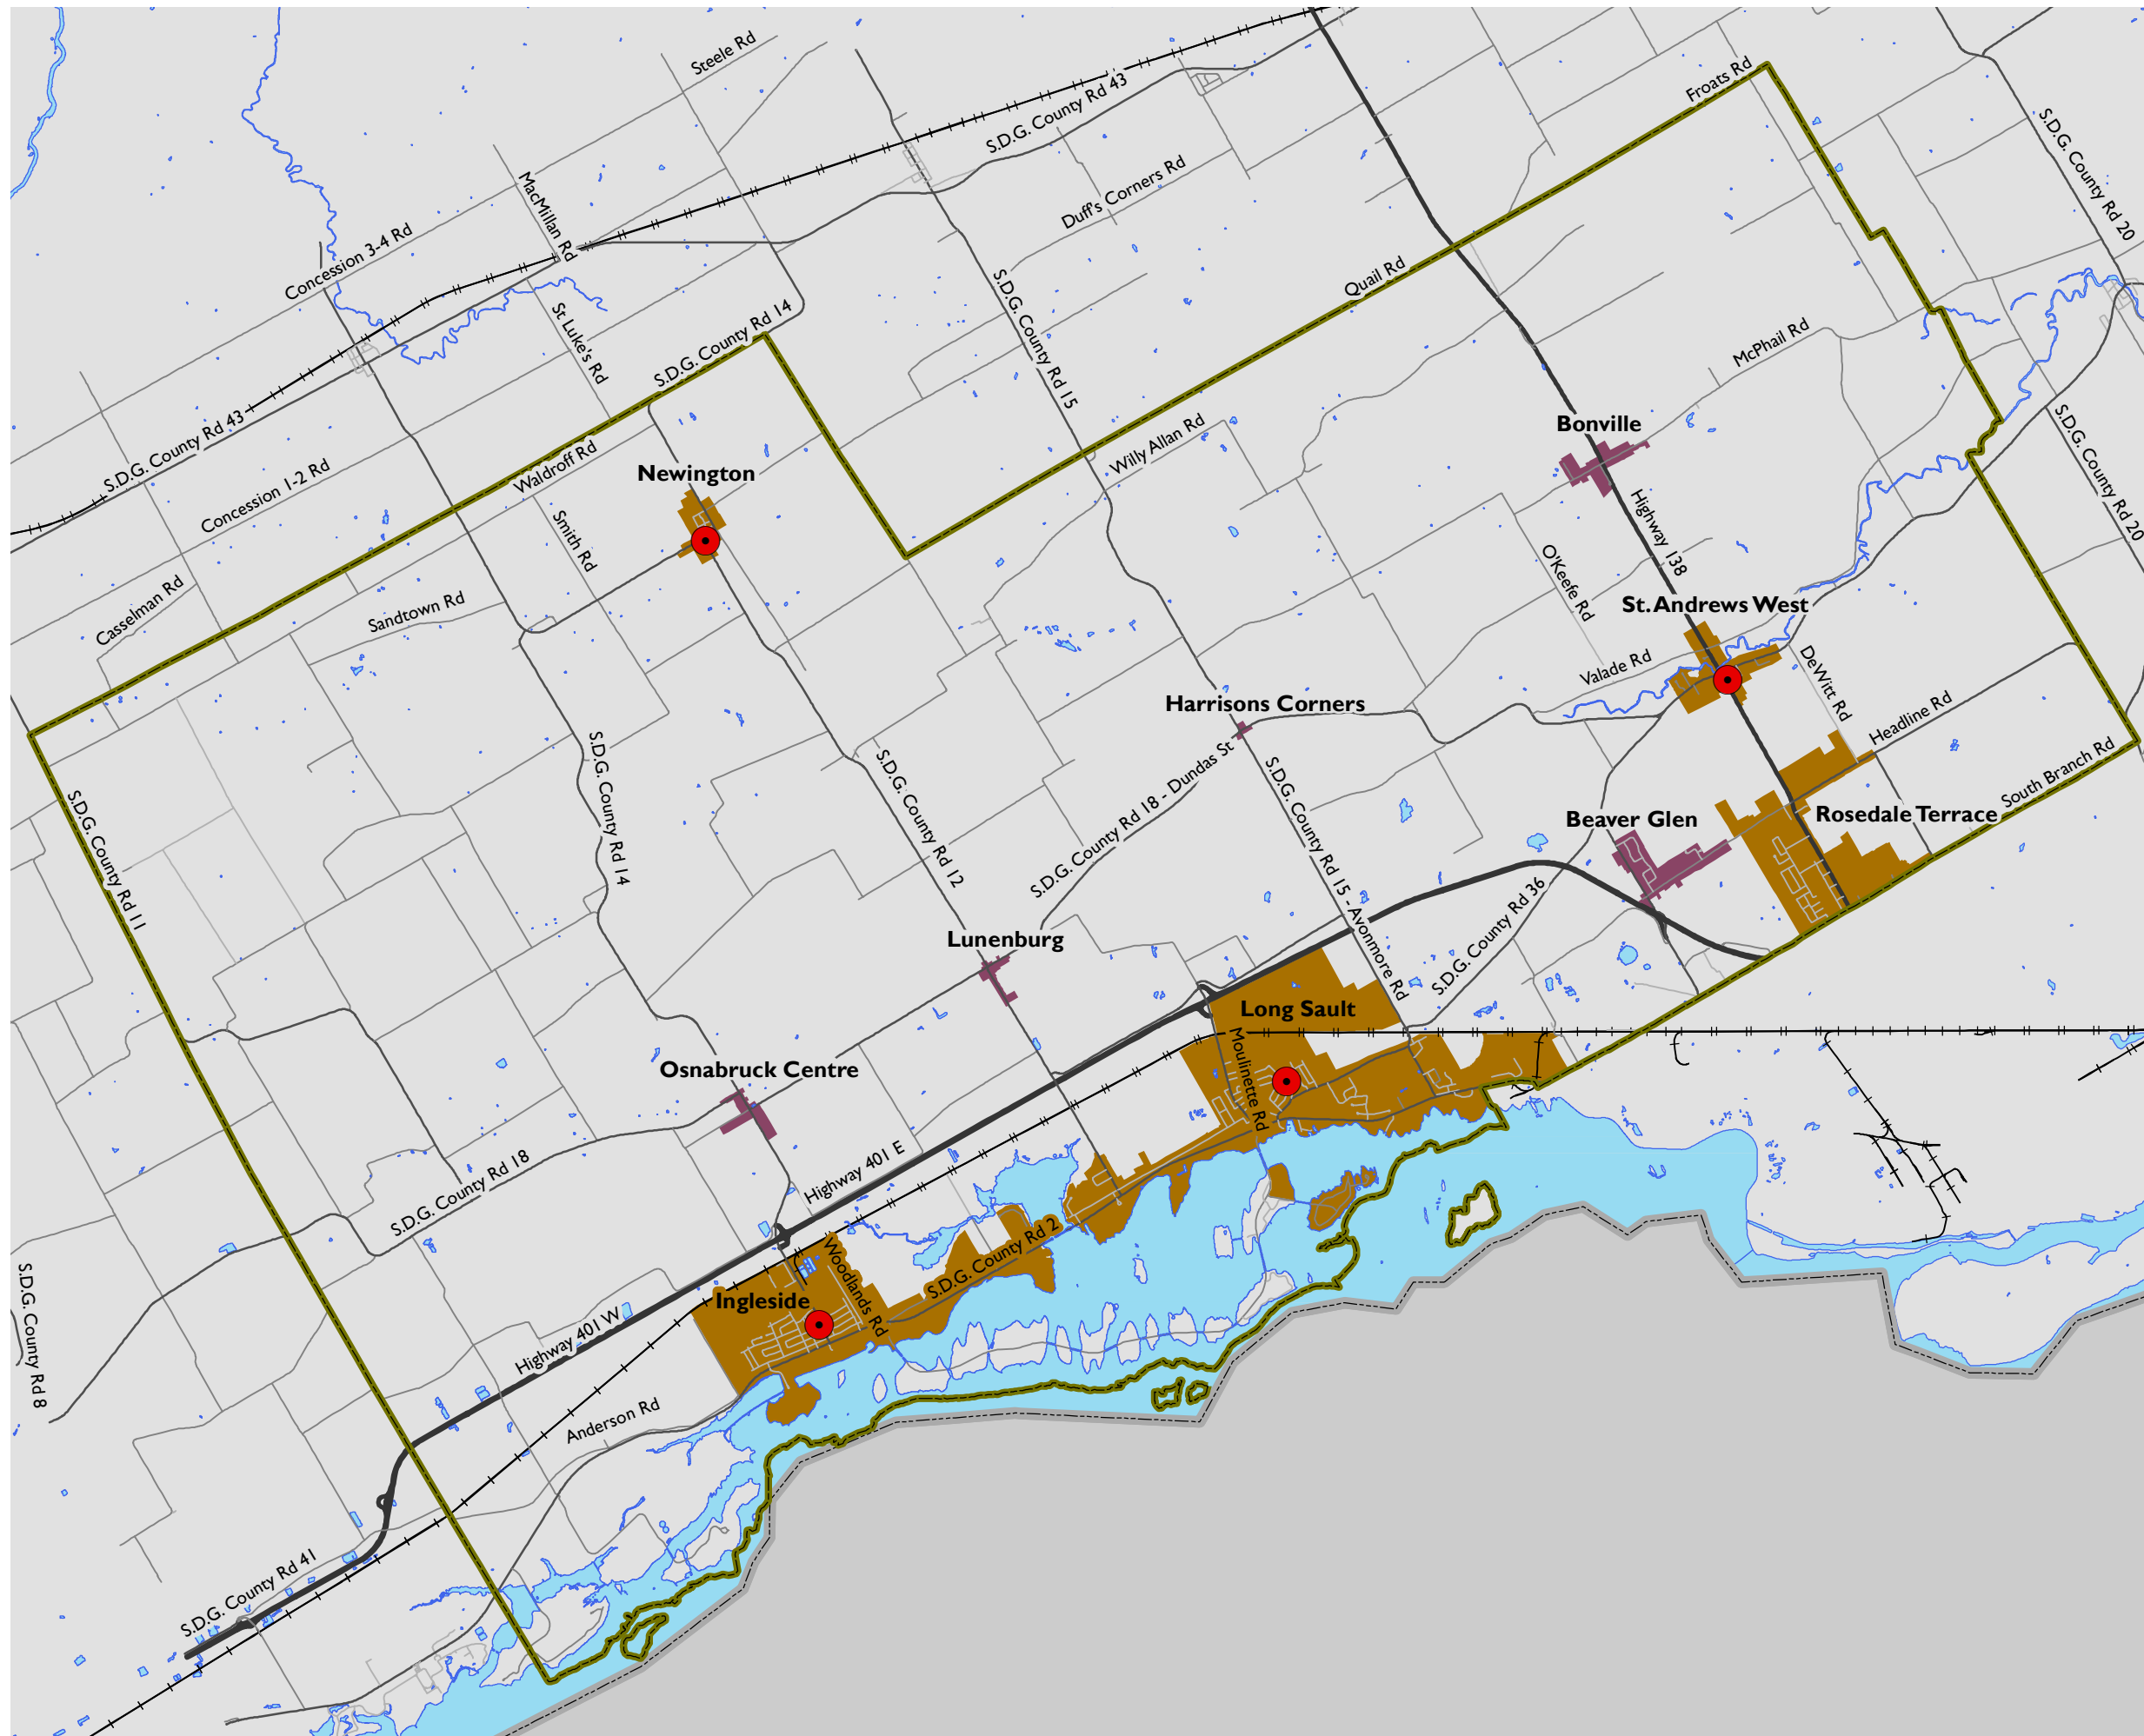 Steele Rd
S.D.G. County Rd 43
Froats Rd
S.D.G. County Rd 20
MacMillan Rd
Duff's Corners Rd
Concession 3-4 Rd
Quail Rd
S.D.G. County Rd 15
St Luke's Rd
S.D.G. County Rd 14
McPhail Rd
S.D.G. County Rd 43
Bonville
Willy Allan Rd
Waldroff Rd
Newington
Concession 1-2 Rd
S.D.G. County Rd 20
Highway 138
Smith Rd
O'Keefe Rd
Casselman Rd
Sandtown Rd
St. Andrews West
Valade Rd
DeWitt Rd
Harrisons Corners
Headline Rd
South Branch Rd
S.D.G. County Rd 11
S.D.G. County Rd 14
S.D.G. County Rd 12
S.D.G. County Rd 18 - Dundas St
S.D.G. County Rd 15 - Avonmore Rd
Beaver Glen
Rosedale Terrace
S.D.G. County Rd 36
Lunenburg
Long Sault
Moulinette Rd
Osnabruck Centre
Highway 401 E
S.D.G. County Rd 18
S.D.G. County Rd 2
Woodlands Rd
Ingleside
S.D.G. County Rd 8
Highway 401 W
Anderson Rd
S.D.G. County Rd 41